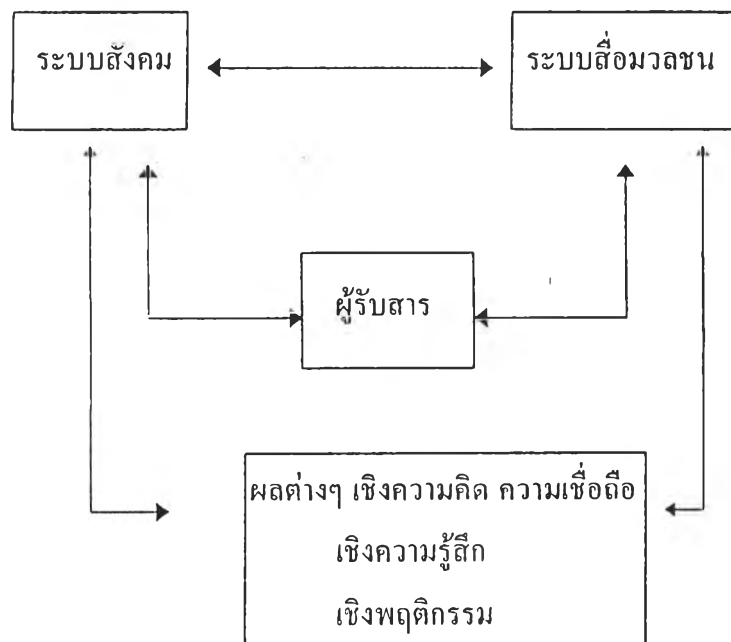 ระบบสังคม
ระบบสื่อมวลชน
ผู้รับสาร
ผลต่างๆ เชิงความคิด ความเชื่อถือ
เชิงความรู้สึก
เชิงพฤติกรรม